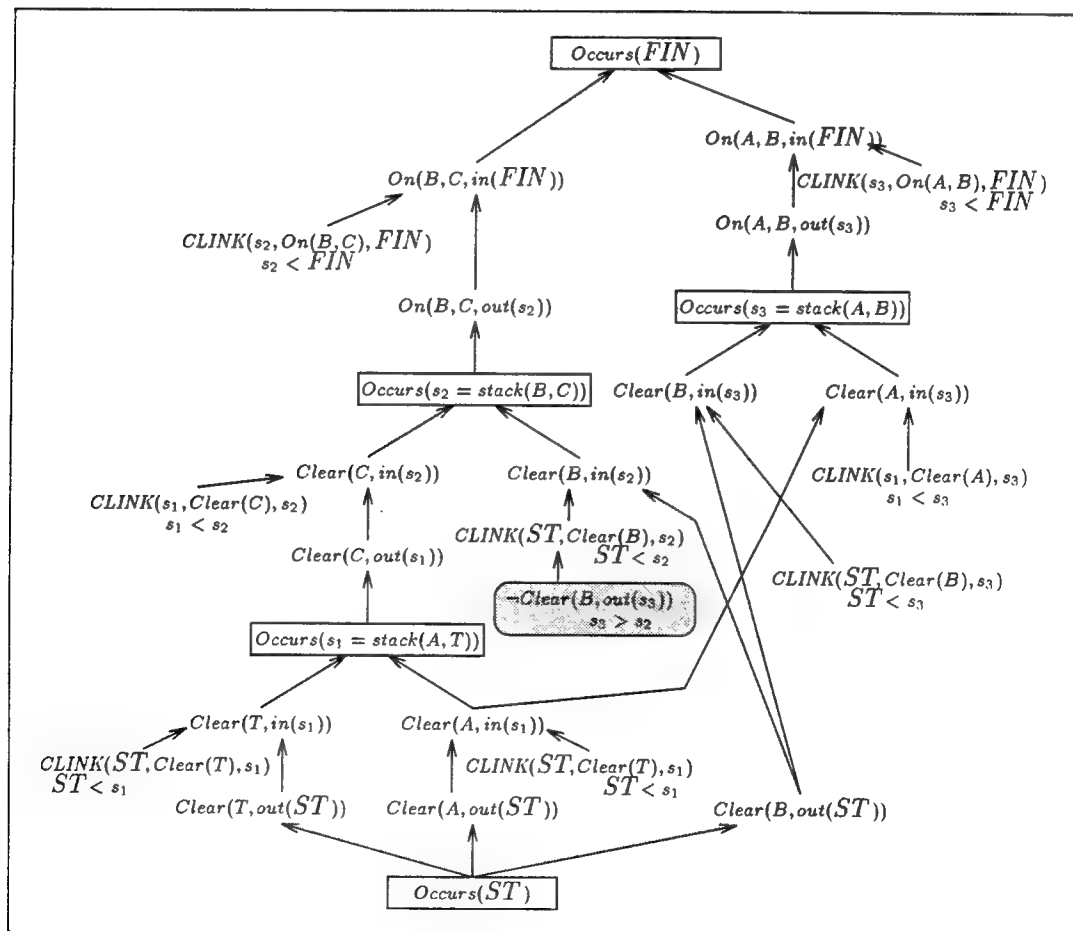 Occurs(FIN)
On(A, B, in(FIN))
On(B, C, in(FIN))
CLINK(s₃, On(A, B), FIN)
s₃ < FIN
On(A, B, out(s₃))
CLINK(s₂, On(B, C), FIN)
s₂ < FIN
On(B, C, out(s₂))
Occurs(s₃ = stack(A, B))
Occurs(s₂ = stack(B, C))
Clear(B, in(s₃))
Clear(A, in(s₃))
Clear(C, in(s₂))
Clear(B, in(s₂))
CLINK(s₁, Clear(A), s₃)
s₁ < s₃
CLINK(s₁, Clear(C), s₂)
s₁ < s₂
CLINK(ST, Clear(B), s₂)
ST < s₂
Clear(C, out(s₁))
CLINK(ST, Clear(B), s₃)
ST < s₃
¬Clear(B, out(s₃))
s₃ > s₂
Occurs(s₁ = stack(A, T))
Clear(T, in(s₁))
Clear(A, in(s₁))
CLINK(ST, Clear(T), s₁)
ST < s₁
CLINK(ST, Clear(T), s₁)
ST < s₁
Clear(T, out(ST))
Clear(A, out(ST))
Clear(B, out(ST))
Occurs(ST)